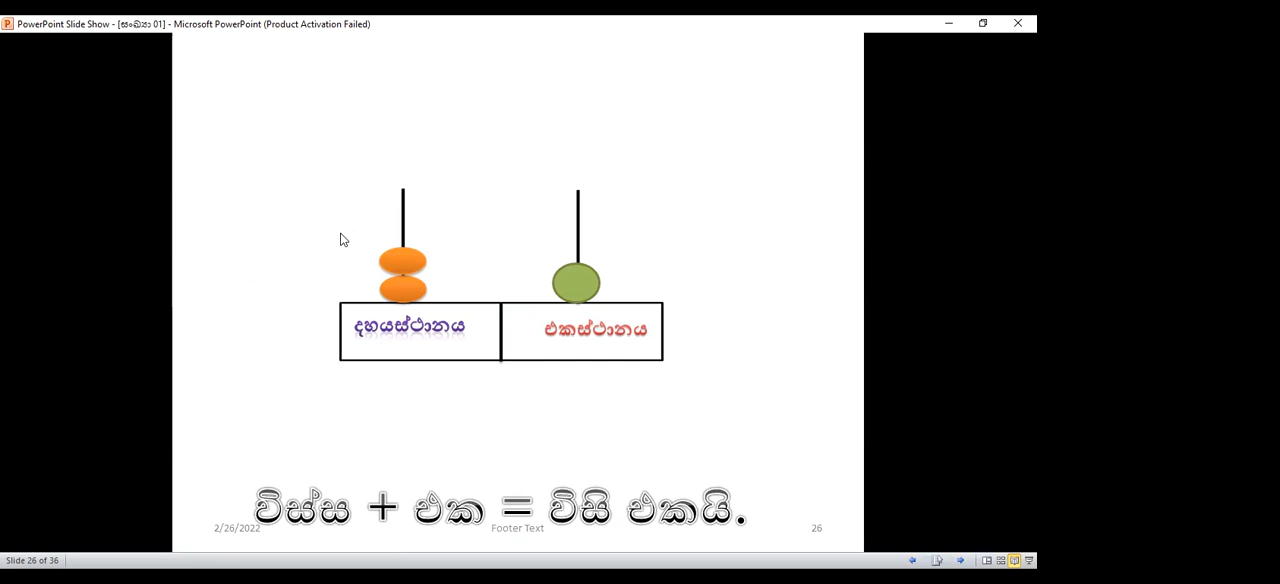 PowerPoint Slide Show - [සංඛ්‍යා 01] - Microsoft PowerPoint (Product Activation Failed)
දහයස්ථානය
එකස්ථානය
විස්ස + එක = විසි එකයි.
2/26/2022
Footer Text
26
Slide 26 of 36